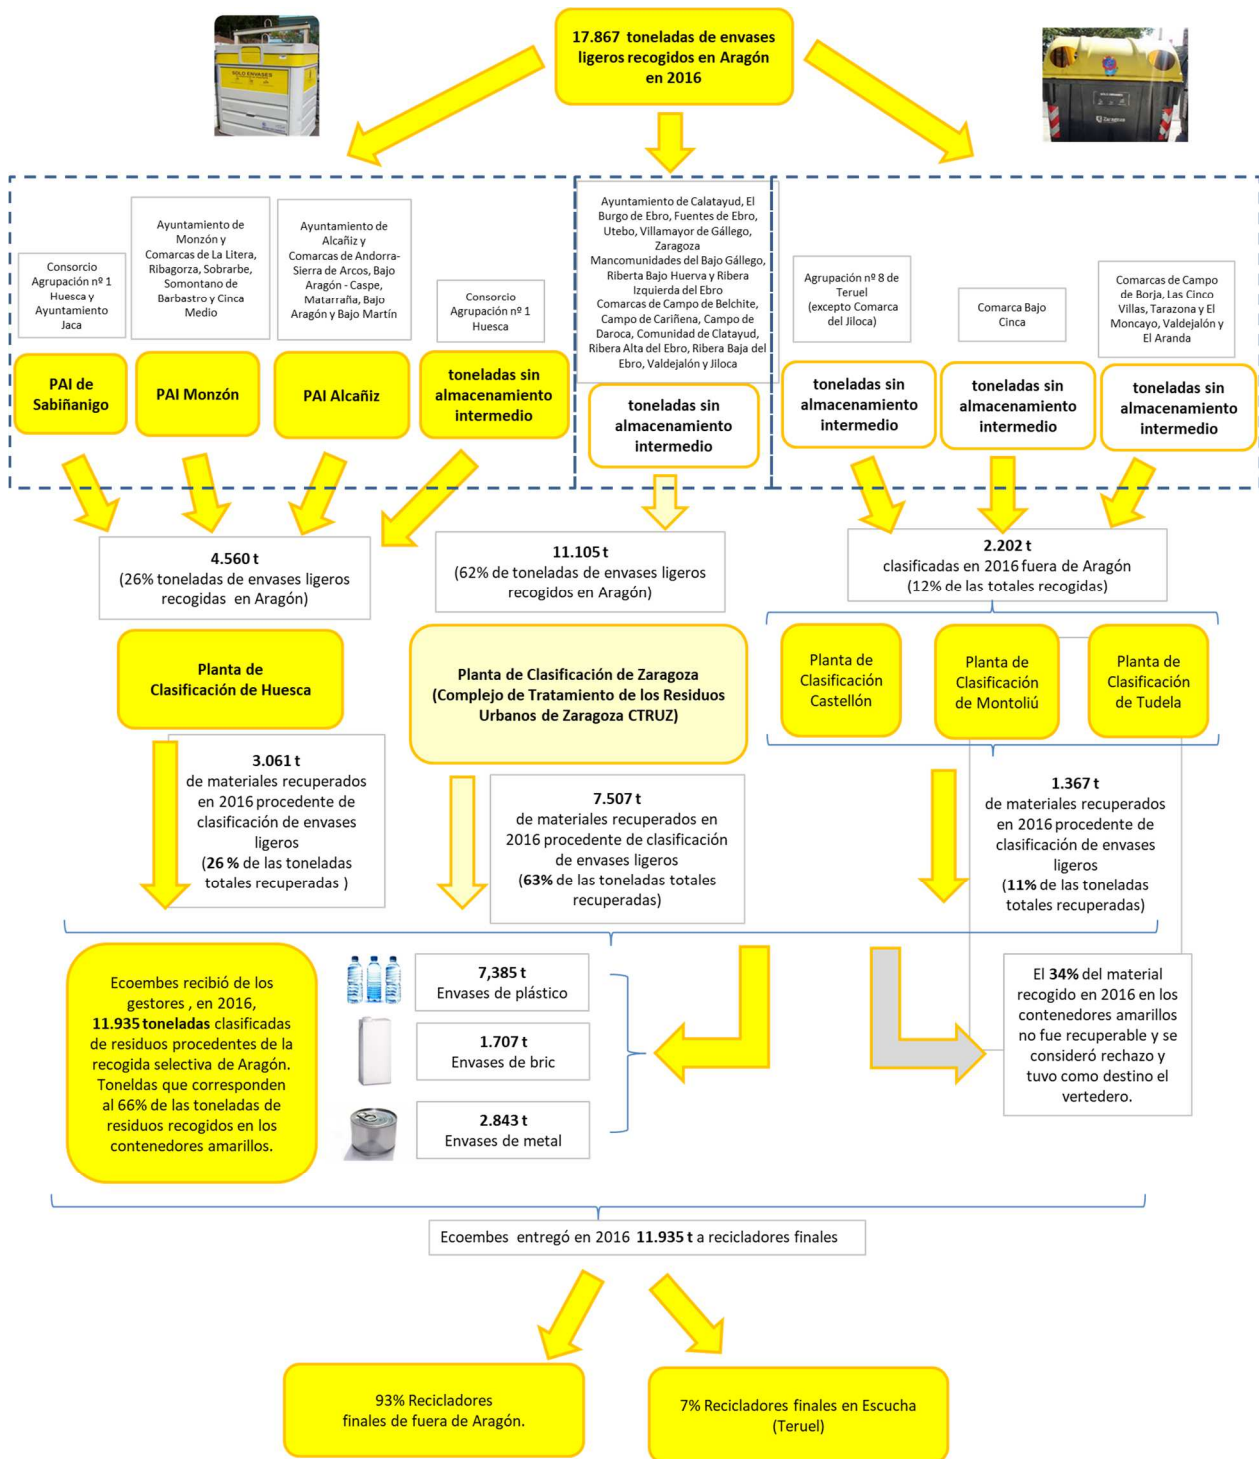 17.867 toneladas de envases
ligeros recogidos en Aragón
en 2016
SOLO ENVASES
Zaragoza
Consorcio
Agrupación nº 1
Huesca y
Ayuntamiento
Jaca
Ayuntamiento de
Monzón y
Comarcas de La Litera,
Ribagorza, Sobrarbe,
Somontano de
Barbastro y Cinca
Medio
Ayuntamiento de
Alcañiz y
Comarcas de Andorra-
Sierra de Arcos, Bajo
Aragón - Caspe,
Matarraña, Bajo
Aragón y Bajo Martín
Consorcio
Agrupación nº 1
Huesca
Ayuntamiento de Calatayud, El
Burgo de Ebro, Fuentes de Ebro,
Utebo, Villamayor de Gállego,
Zaragoza
Mancomunidades del Bajo Gállego,
Riberta Bajo Huerva y Ribera
Izquierda del Ebro
Comarcas de Campo de Belchite,
Campo de Cariñena, Campo de
Daroca, Comunidad de Clatayud,
Ribera Alta del Ebro, Ribera Baja del
Ebro, Valdejalón y Jiloca
Agrupación nº 8 de
Teruel
(excepto Comarca
del Jiloca)
Comarca Bajo
Cinca
Comarcas de Campo
de Borja, Las Cinco
Villas, Tarazona y El
Moncayo, Valdejalón y
El Aranda
PAI de
Sabiñanigo
PAI Monzón
PAI Alcañiz
toneladas sin
almacenamiento
intermedio
toneladas sin
almacenamiento
intermedio
toneladas sin
almacenamiento
intermedio
toneladas sin
almacenamiento
intermedio
toneladas sin
almacenamiento
intermedio
4.560 t
(26% toneladas de envases ligeros
recogidas en Aragón)
11.105 t
(62% de toneladas de envases ligeros
recogidos en Aragón)
2.202 t
clasificadas en 2016 fuera de Aragón
(12% de las totales recogidas)
Planta de
Clasificación de Huesca
Planta de Clasificación de Zaragoza
(Complejo de Tratamiento de los Residuos
Urbanos de Zaragoza CTRUZ)
Planta de
Clasificación
Castellón
Planta de
Clasificación
de Montoliú
Planta de
Clasificación
de Tudela
3.061 t
de materiales recuperados
en 2016 procedente de
clasificación de envases
ligeros
(26 % de las toneladas
totales recuperadas )
7.507 t
de materiales recuperados en
2016 procedente de clasificación
de envases ligeros
(63% de las toneladas totales
recuperadas)
1.367 t
de materiales recuperados
en 2016 procedente de
clasificación de envases
ligeros
(11% de las toneladas
totales recuperadas)
Ecoembes recibió de los
gestores , en 2016,
11.935 toneladas clasificadas
de residuos procedentes de la
recogida selectiva de Aragón.
Toneldas que corresponden
al 66% de las toneladas de
residuos recogidos en los
contenedores amarillos.
7,385 t
Envases de plástico
1.707 t
Envases de bric
2.843 t
Envases de metal
El 34% del material
recogido en 2016 en los
contenedores amarillos
no fue recuperable y se
consideró rechazo y
tuvo como destino el
vertedero.
Ecoembes entregó en 2016 11.935 t a recicladores finales
93% Recicladores
finales de fuera de Aragón.
7% Recicladores finales en Escucha
(Teruel)